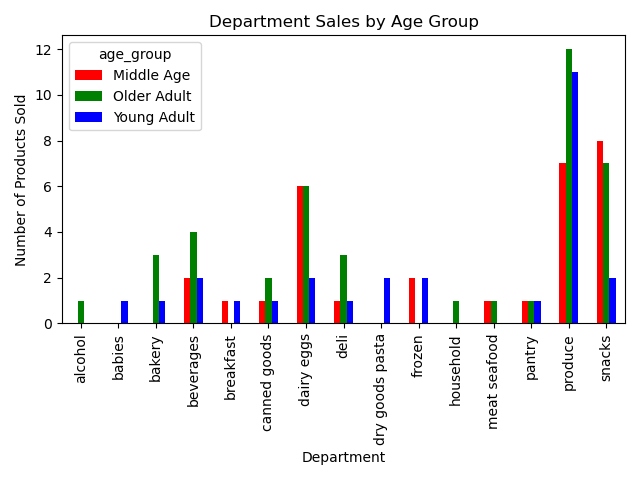 Department Sales by Age Group
age_group
Middle Age
Older Adult
Young Adult
Number of Products Sold
12
10
8
6
4
2
0
alcohol
babies
bakery
beverages
breakfast
canned goods
dairy eggs
deli
dry goods pasta
frozen
household
meat seafood
pantry
produce
snacks
Department